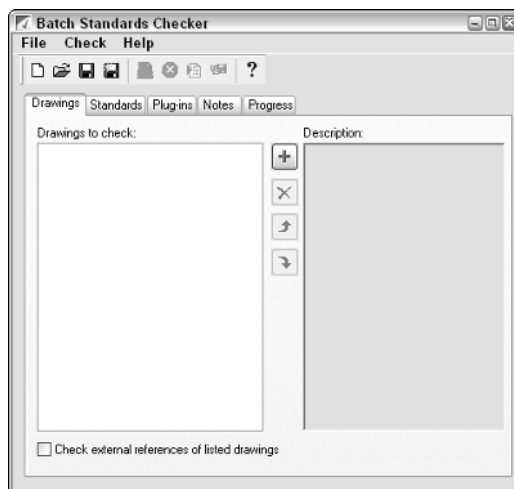 Batch Standards Checker
File Check Help
?
Drawings Standards Plug-ins Notes Progress
Drawings to check: Description:
Check external references of listed drawings